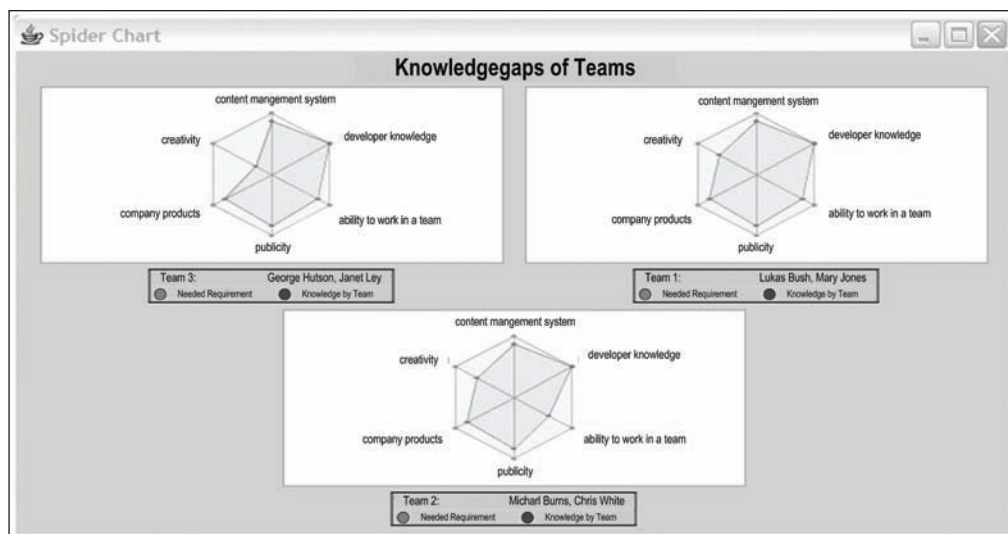 Spider Chart
Knowledgegaps of Teams
content mangement system
creativity
developer knowledge
company products
ability to work in a team
publicity
Team 3: George Hutson, Janet Ley
Needed Requirement Knowledge by Team
content mangement system
creativity
developer knowledge
company products
ability to work in a team
publicity
Team 1: Lukas Bush, Mary Jones
Needed Requirement Knowledge by Team
content mangement system
creativity
developer knowledge
company products
ability to work in a team
publicity
Team 2: Micharl Burns, Chris White
Needed Requirement Knowledge by Team